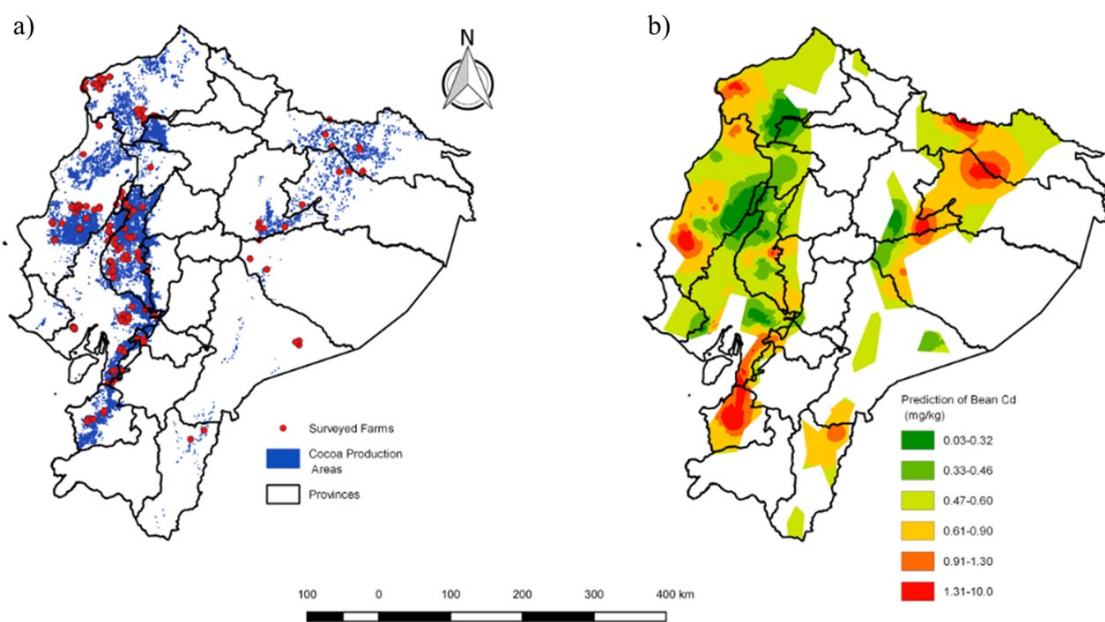 a)
N
Surveyed Farms
Cocoa Production
Areas
Provinces
b)
Prediction of Bean Cd
(mg/kg)
0.03-0.32
0.33-0.46
0.47-0.60
0.61-0.90
0.91-1.30
1.31-10.0
100 0 100 200 300 400 km